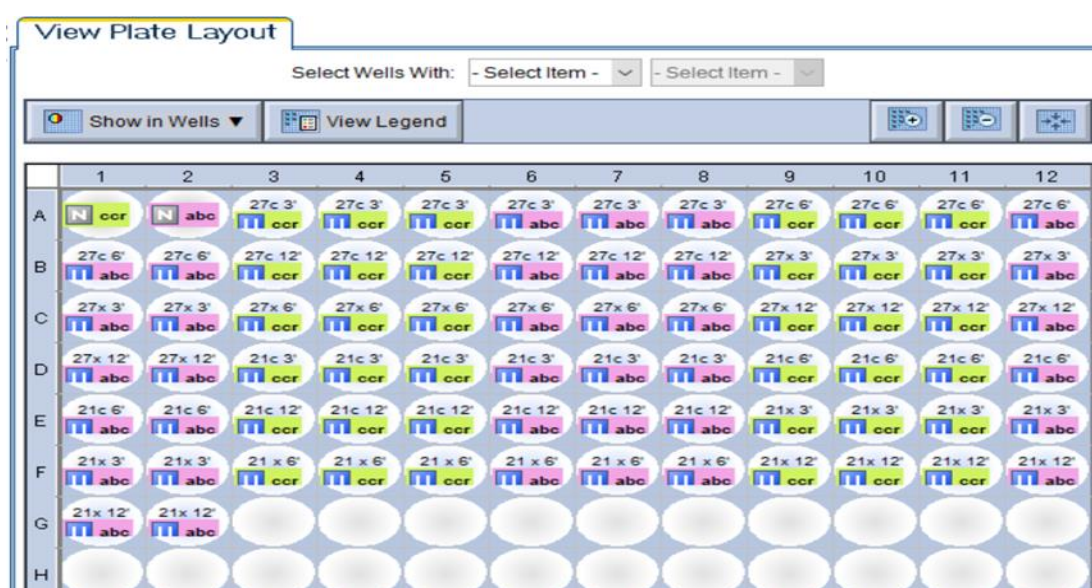 View Plate Layout
Select Wells With: - Select Item - - Select Item -
Show in Wells ▼ View Legend
1 2 3 4 5 6 7 8 9 10 11 12
27c 3' 27c 3' 27c 3' 27c 3' 27c 3' 27c 3' 27c 6' 27c 6' 27c 6' 27c 6'
A N ccr N abc U ccr U ccr U ccr U abc U abc U abc U ccr U ccr U ccr U abc
27c 6' 27c 6' 27c 12' 27c 12' 27c 12' 27c 12' 27c 12' 27c 12' 27x 3' 27x 3' 27x 3' 27x 3'
B U abc U abc U ccr U ccr U ccr U abc U abc U abc U ccr U ccr U ccr U abc
27x 3' 27x 3' 27x 6' 27x 6' 27x 6' 27x 6' 27x 6' 27x 6' 27x 12' 27x 12' 27x 12' 27x 12'
C U abc U abc U ccr U ccr U ccr U abc U abc U abc U ccr U ccr U ccr U abc
27x 12' 27x 12' 21c 3' 21c 3' 21c 3' 21c 3' 21c 3' 21c 3' 21c 6' 21c 6' 21c 6' 21c 6'
D U abc U abc U ccr U ccr U ccr U abc U abc U abc U ccr U ccr U ccr U abc
21c 6' 21c 6' 21c 12' 21c 12' 21c 12' 21c 12' 21c 12' 21c 12' 21x 3' 21x 3' 21x 3' 21x 3'
E U abc U abc U ccr U ccr U ccr U abc U abc U abc U ccr U ccr U ccr U abc
21x 3' 21x 3' 21 x 6' 21 x 6' 21 x 6' 21 x 6' 21 x 6' 21 x 6' 21x 12' 21x 12' 21x 12' 21x 12'
F U abc U abc U ccr U ccr U ccr U abc U abc U abc U ccr U ccr U ccr U abc
21x 12' 21x 12'
G U abc U abc
H